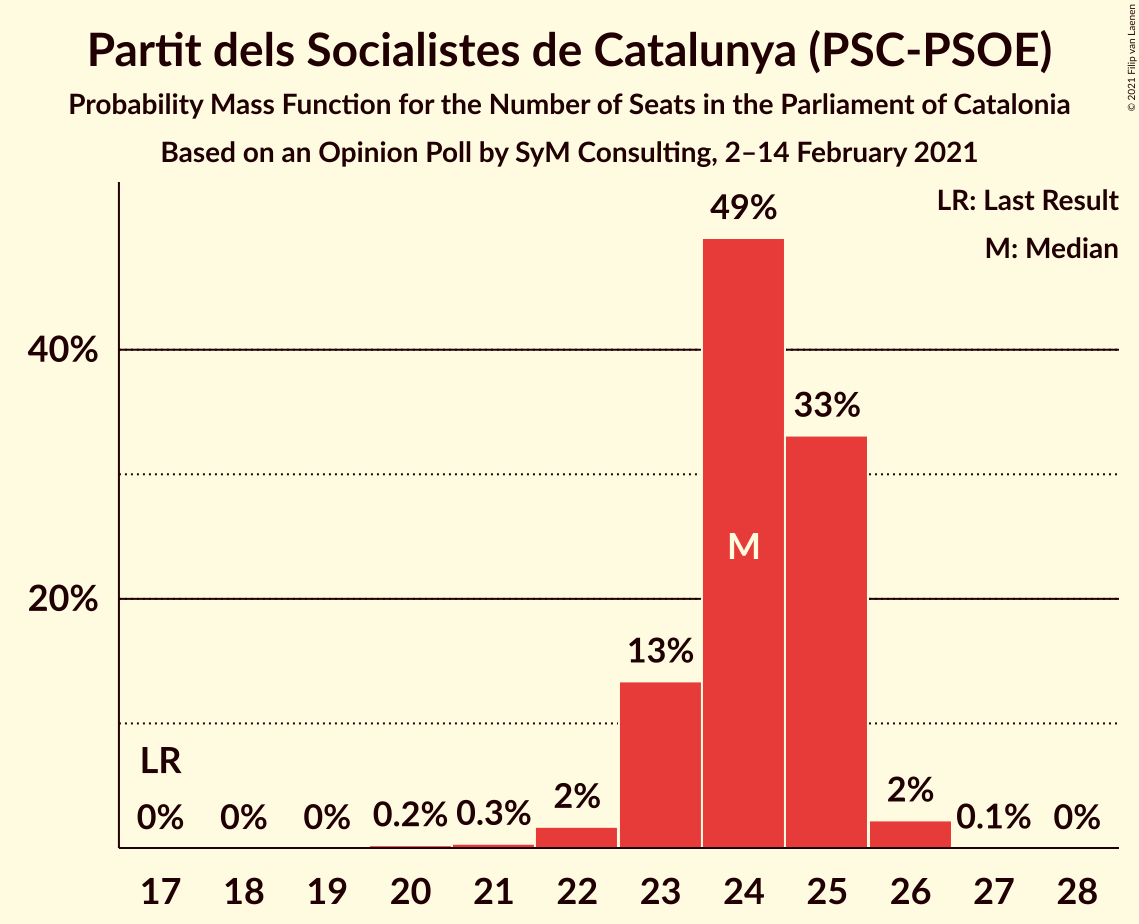 Partit dels Socialistes de Catalunya (PSC-PSOE)
Probability Mass Function for the Number of Seats in the Parliament of Catalonia
Based on an Opinion Poll by SyM Consulting, 2–14 February 2021
© 2021 Filip van Laenen
LR: Last Result
M: Median
49%
40%
33%
M
20%
13%
LR
0% 0% 0% 0.2% 0.3% 2% 2% 0.1% 0%
17 18 19 20 21 22 23 24 25 26 27 28